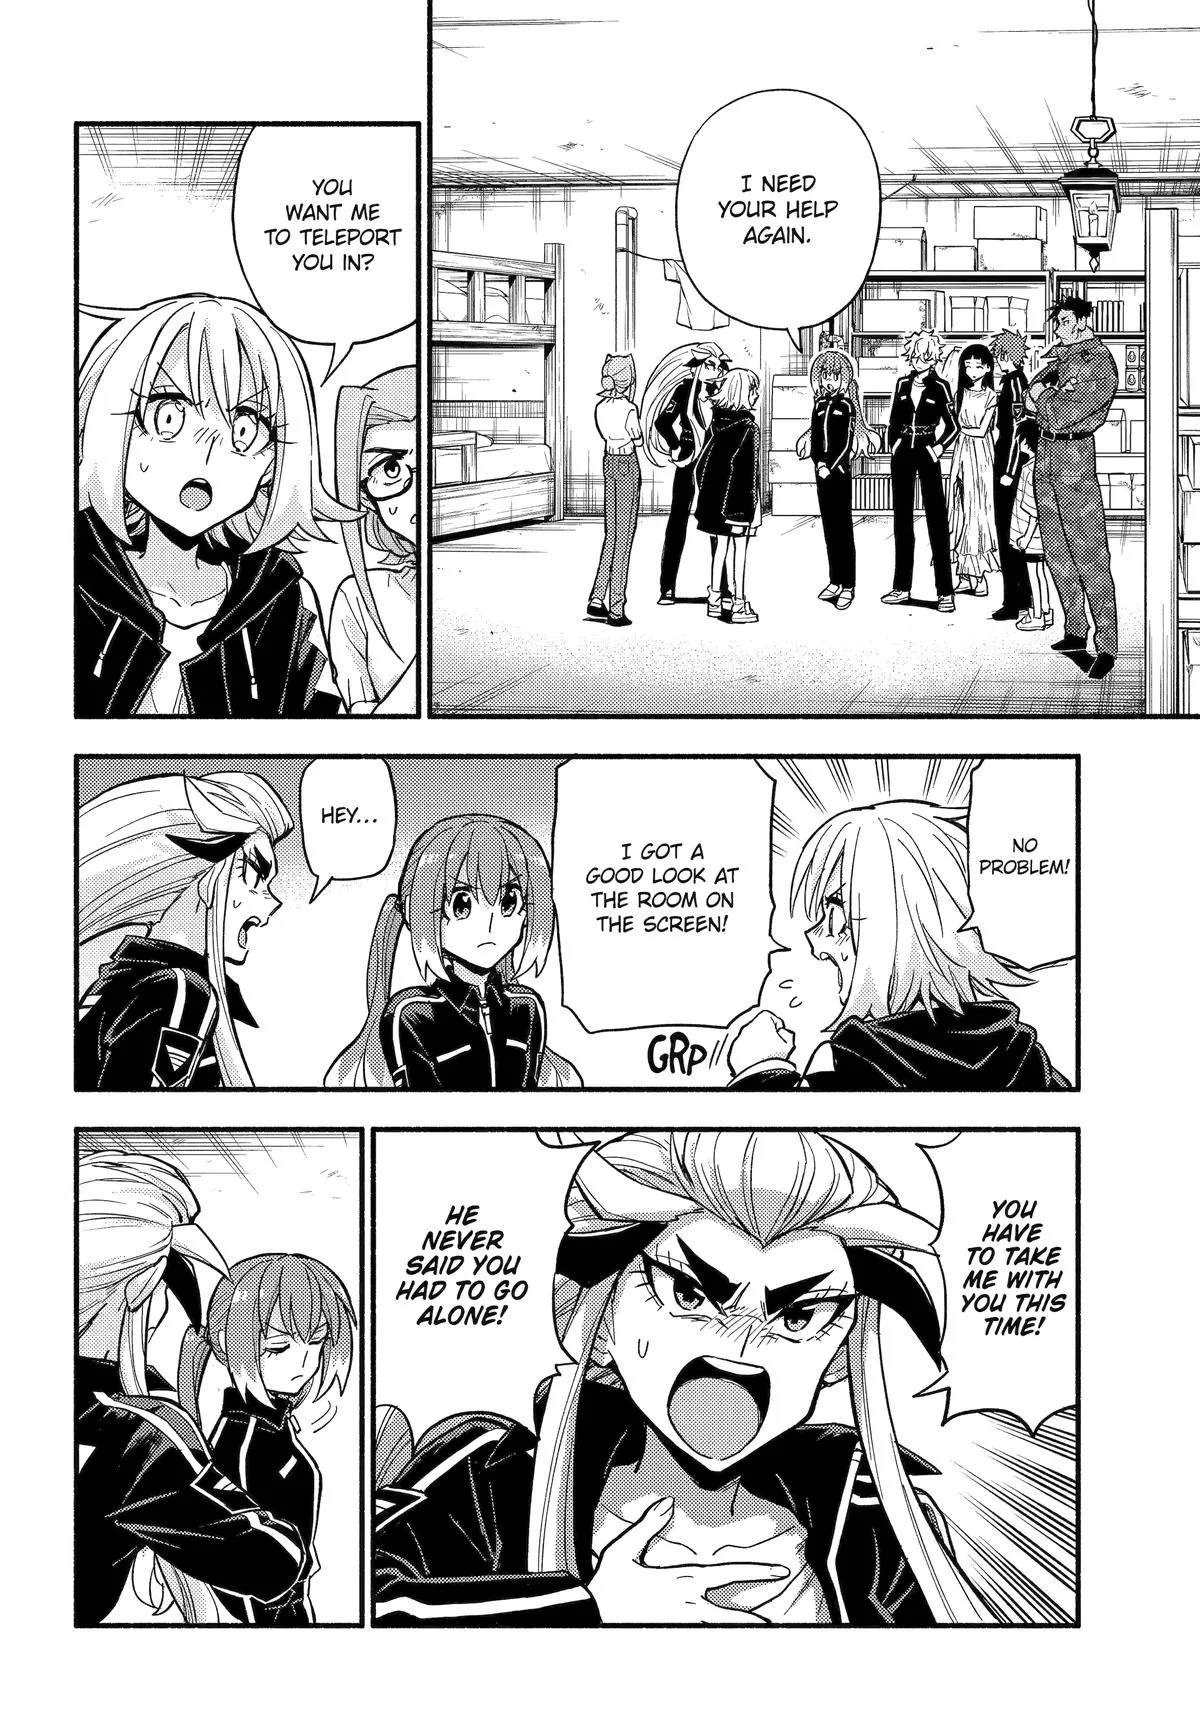 I NEED
YOUR HELP
AGAIN.
YOU
WANT ME
TO TELEPORT
YOU IN?
NO
PROBLEM!
I GOT A
GOOD LOOK AT
THE ROOM ON
THE SCREEN!
GRP
HEY...
YOU
HAVE
TO TAKE
ME WITH
YOU THIS
TIME!
HE
NEVER
SAID YOU
HAD TO GO
ALONE!